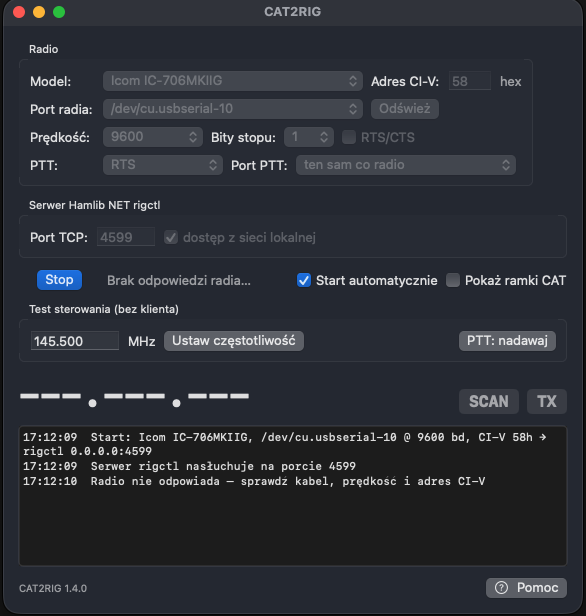 CAT2RIG
Radio
Model: Icom IC-706MKIIG Adres CI-V: 58 hex
Port radia: /dev/cu.usbserial-10 Odśwież
Prędkość: 9600 Bity stopu: 1 RTS/CTS
PTT: RTS Port PTT: ten sam co radio
Serwer Hamlib NET rigctl
Port TCP: 4599 dostęp z sieci lokalnej
Stop Brak odpowiedzi radia... Start automatycznie Pokaż ramki CAT
Test sterowania (bez klienta)
145.500 MHz Ustaw częstotliwość PTT: nadawaj
---.---.--- SCAN TX
17:12:09 Start: Icom IC-706MKIIG, /dev/cu.usbserial-10 @ 9600 bd, CI-V 58h →
rigctl 0.0.0.0:4599
17:12:09 Serwer rigctl nasłuchuje na porcie 4599
17:12:10 Radio nie odpowiada — sprawdź kabel, prędkość i adres CI-V
CAT2RIG 1.4.0 ? Pomoc